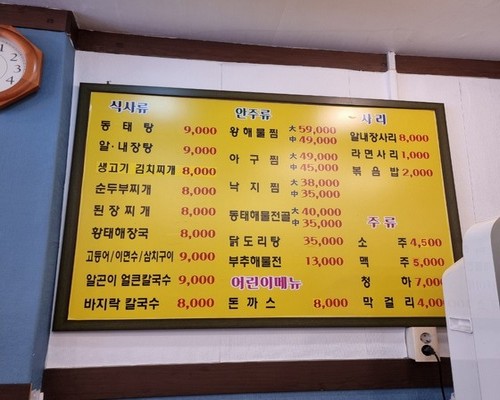 1
2
3
4
식사류
동태탕 9,000
알·내장탕 9,000
생고기 김치찌개 8,000
순두부찌개 8,000
된장찌개 8,000
황태해장국 8,000
고등어/이면수/삼치구이 9,000
알곤이 얼큰칼국수 9,000
바지락 칼국수 8,000
안주류
왕해물찜 大 59,000
中 49,000
아구찜 大 49,000
中 45,000
낙지찜 大 38,000
中 35,000
동태해물전골 大 40,000
中 35,000
닭도리탕 35,000
부추해물전 13,000
어린이메뉴
돈까스 8,000
사리
알내장사리 8,000
라면사리 1,000
볶음밥 2,000
주류
소주 4,500
맥주 5,000
청하 7,000
막걸리 4,000